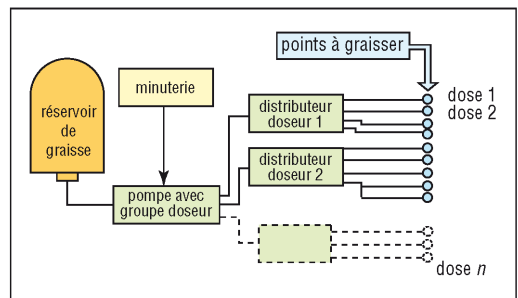 points à graisser
réservoir
de
graisse
minuterie
distributeur
doseur 1
dose 1
dose 2
distributeur
doseur 2
pompe avec
groupe doseur
dose n